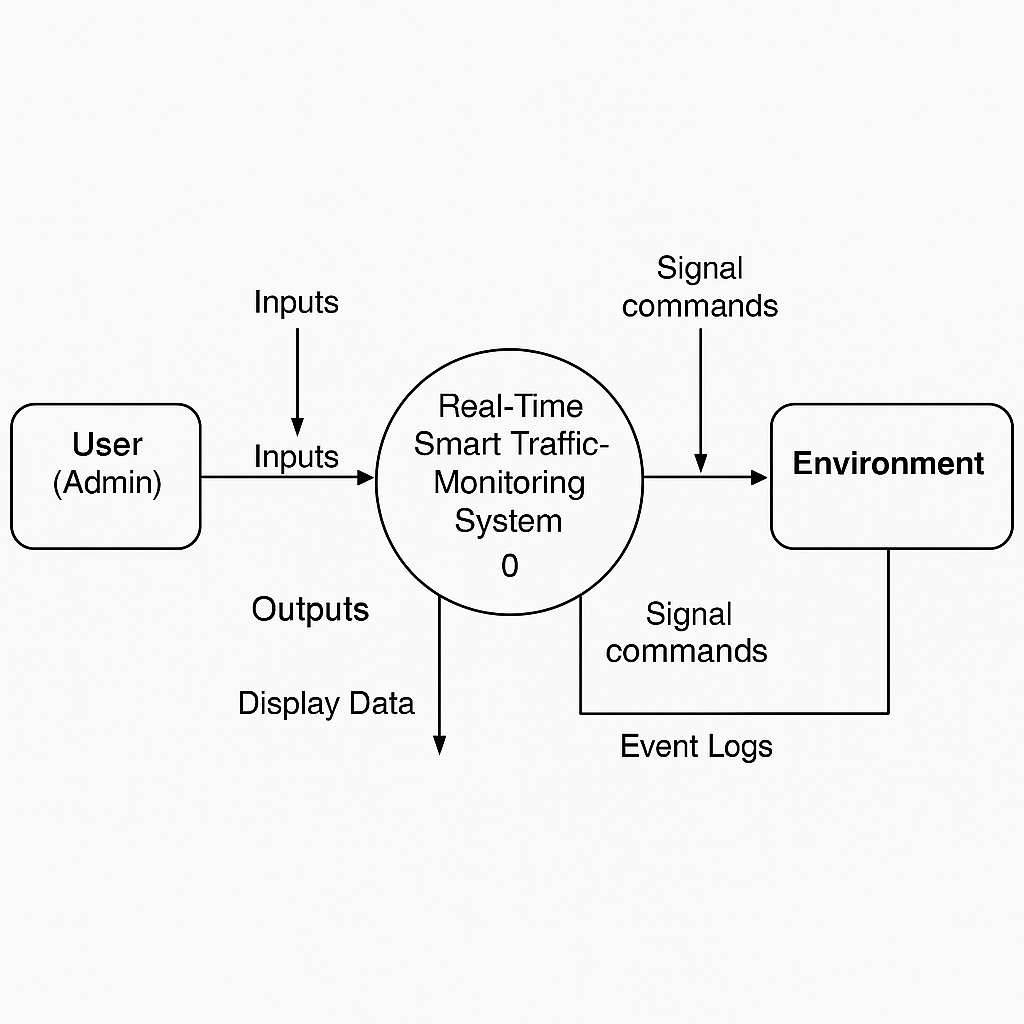 Inputs
Signal
commands
User
(Admin)
Inputs
Real-Time
Smart Traffic-
Monitoring
System
0
Environment
Outputs
Display Data
Signal
commands
Event Logs